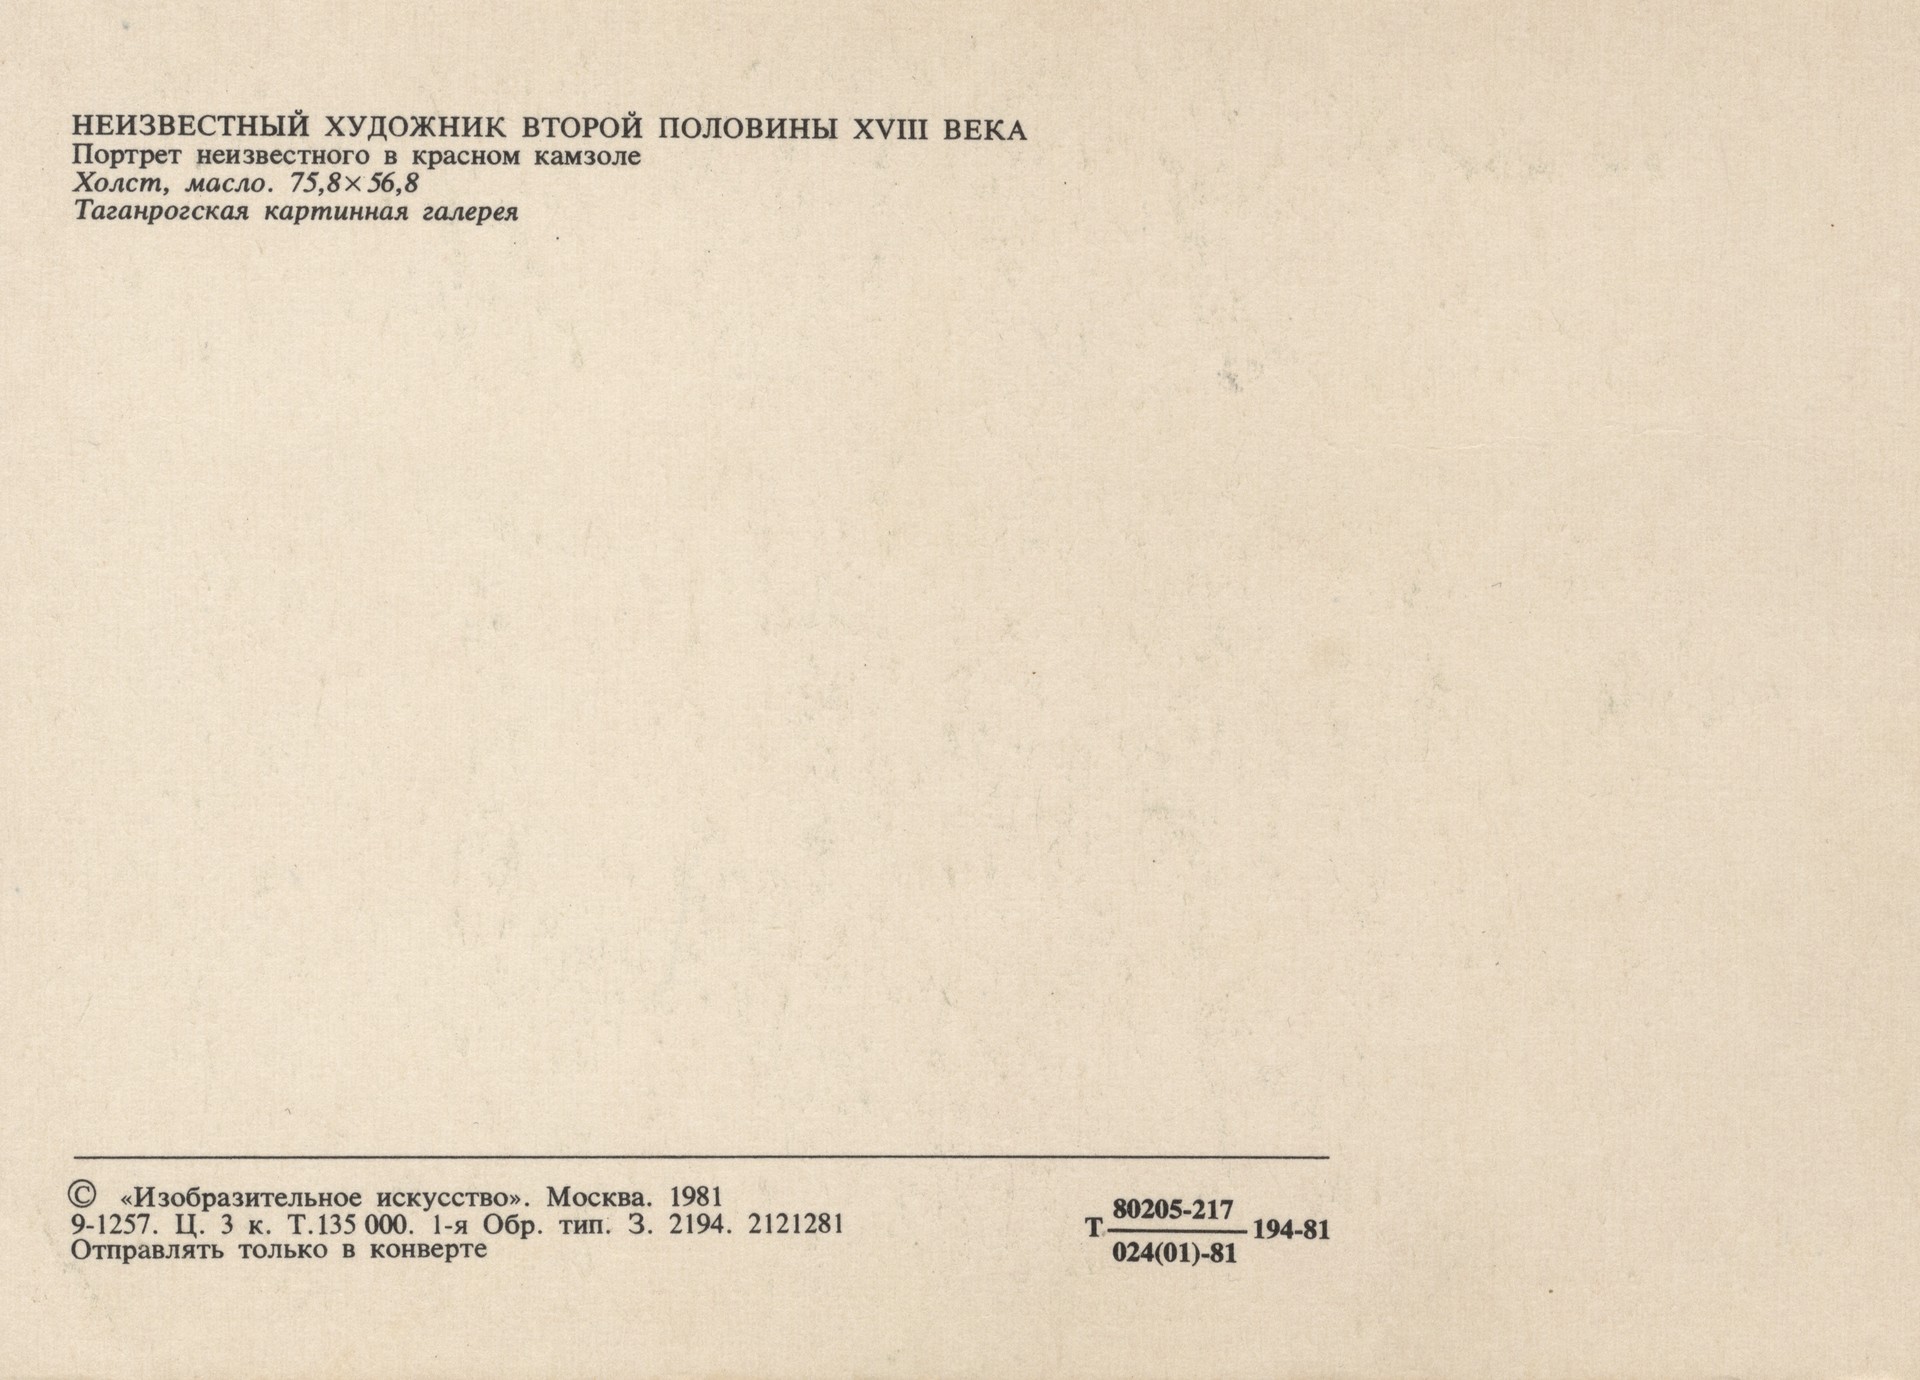 НЕИЗВЕСТНЫЙ ХУДОЖНИК ВТОРОЙ ПОЛОВИНЫ XVIII ВЕКА
Портрет неизвестного в красном камзоле
Холст, масло. 75,8×56,8
Таганрогская картинная галерея
© «Изобразительное искусство». Москва. 1981
9-1257. Ц. 3 к. Т.135 000. 1-я Обр. тип. З. 2194. 2121281
Отправлять только в конверте
80205-217
Т 194-81
024(01)-81